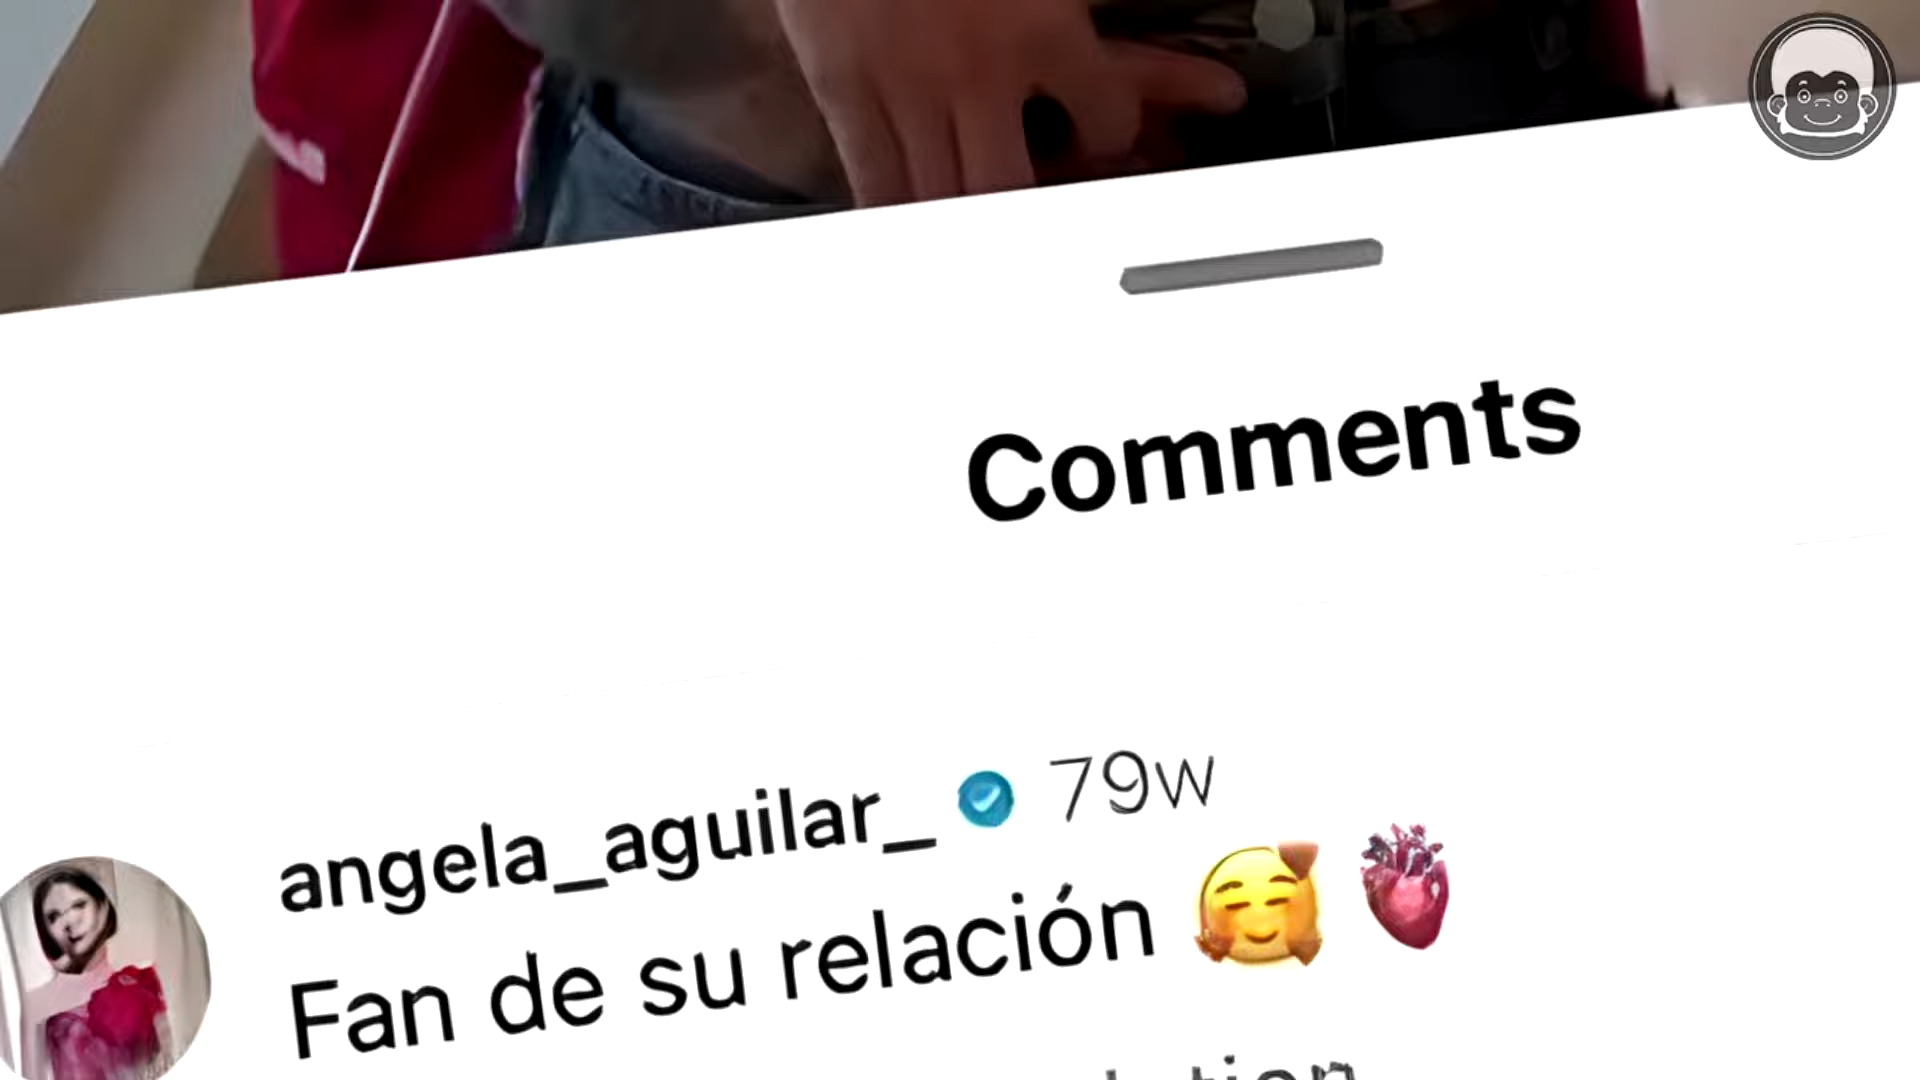 Comments
angela_aguilar_ 79w
Fan de su relación 🥰 🫀